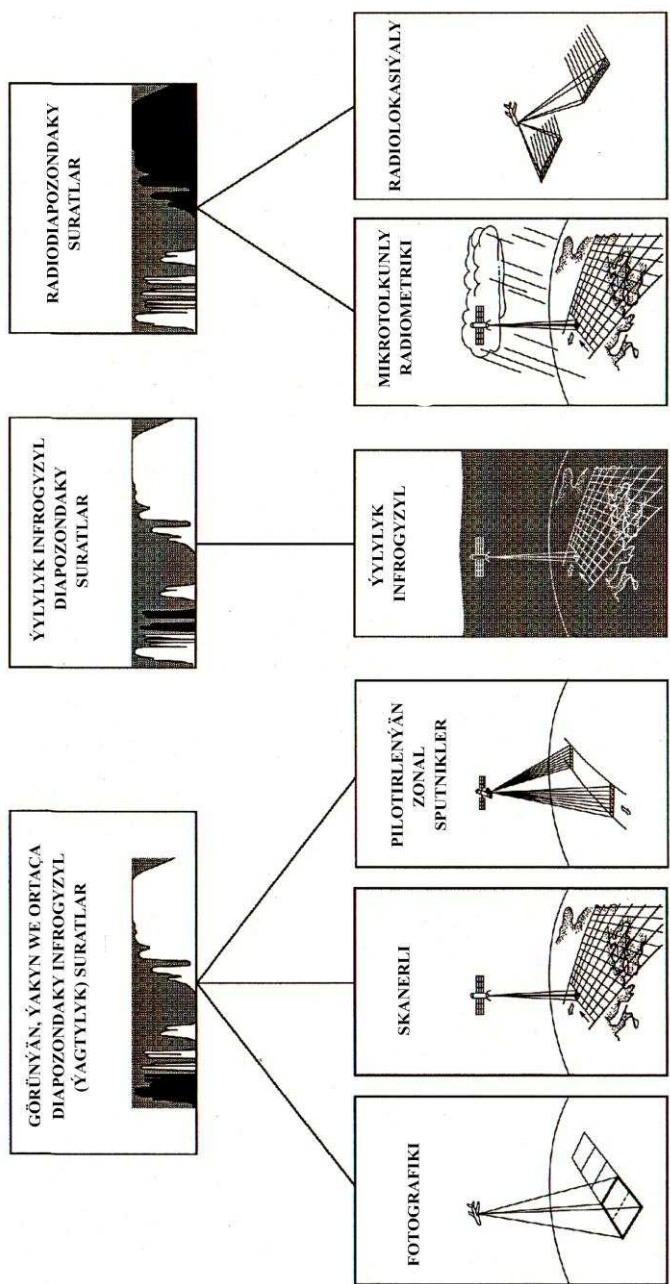 GÖRÜNÝÄN, ÝAKYN WE ORTAÇA
DIAPOZONDAKY INFROGYZYL
(ÝAGTYLYK) SURATLAR
ÝYLYLYK INFROGYZYL
DIAPOZONDAKY
SURATLAR
RADIODIAPOZONDAKY
SURATLAR
FOTOGRAFIKI
SKANERLI
PILOTIRLENÝÄN
ZONAL
SPUTNIKLER
ÝYLYLYK
INFROGYZYL
MIKROTOLKUNLY
RADIOMETRIKI
RADIOLOKASIÝALY